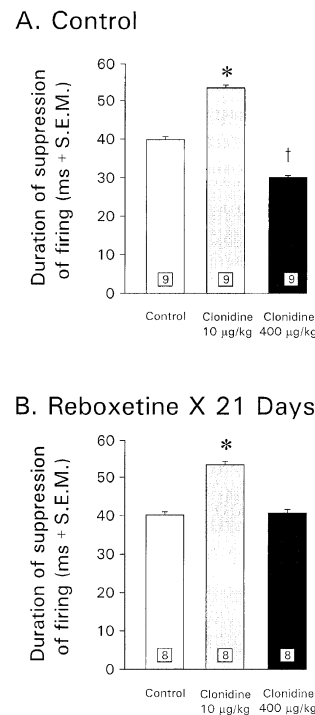 A. Control
Duration of suppression
of firing (ms + S.E.M.)
60
50
40
30
20
10
0
*
†
9
9
9
Control
Clonidine
10 µg/kg
Clonidine
400 µg/kg
B. Reboxetine X 21 Days
Duration of suppression
of firing (ms + S.E.M.)
60
50
40
30
20
10
0
*
8
8
8
Control
Clonidine
10 µg/kg
Clonidine
400 µg/kg